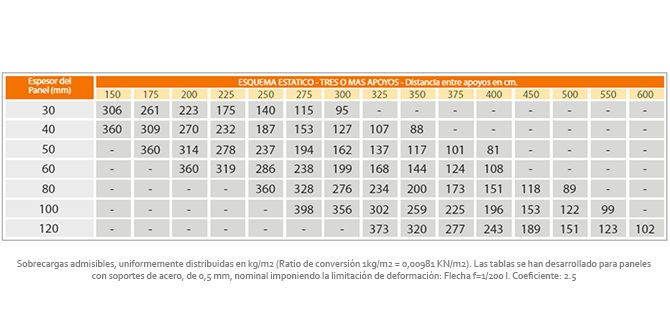 Espesor del
Panel (mm)
ESQUEMA ESTATICO - TRES O MAS APOYOS - Distancia entre apoyos en cm.
150 175 200 225 250 275 300 325 350 375 400 450 500 550 600
30 306 261 223 175 140 115 95 - - - - - - - -
40 360 309 270 232 187 153 127 107 88 - - - - - -
50 - 360 314 278 237 194 162 137 117 101 81 - - - -
60 - - 360 319 286 238 199 168 144 124 108 - - - -
80 - - - - 360 328 276 234 200 173 151 118 89 - -
100 - - - - - 398 356 302 259 225 196 153 122 99 -
120 - - - - - - - 373 320 277 243 189 151 123 102
Sobrecargas admisibles, uniformemente distribuidas en kg/m2 (Ratio de conversión 1kg/m2 = 0,00981 KN/m2). Las tablas se han desarrollado para paneles
con soportes de acero, de 0,5 mm, nominal imponiendo la limitación de deformación: Flecha f=1/200 l. Coeficiente: 2.5